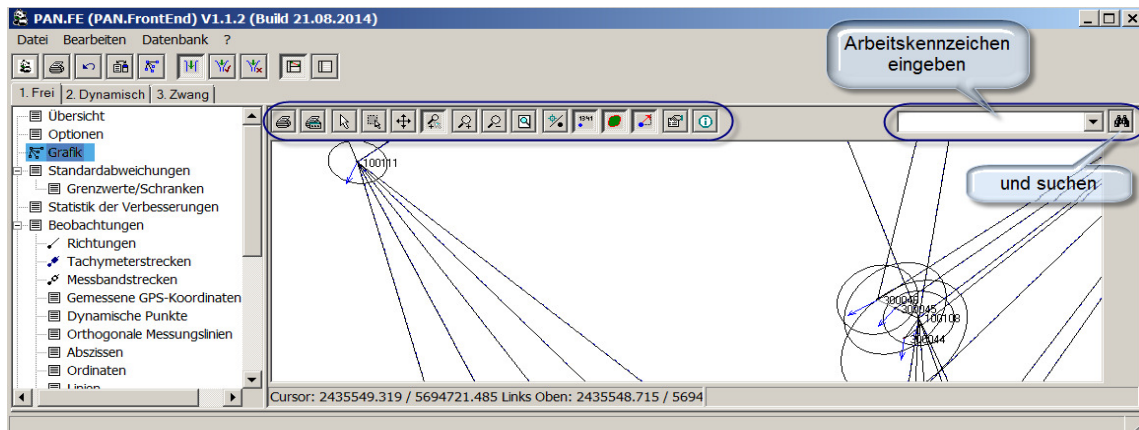 PAN.FE (PAN.FrontEnd) V1.1.2 (Build 21.08.2014)
Datei Bearbeiten Datenbank ?
Arbeitskennzeichen
eingeben
1. Frei 2. Dynamisch 3. Zwang
Übersicht
Optionen
Grafik
Standardabweichungen
Grenzwerte/Schranken
Statistik der Verbesserungen
Beobachtungen
Richtungen
Tachymeterstrecken
Messbandstrecken
Gemessene GPS-Koordinaten
Dynamische Punkte
Orthogonale Messungslinien
Abszissen
Ordinaten
Linien
1341
100111
und suchen
300046
300045
100108
300044
Cursor: 2435549.319 / 5694721.485 Links Oben: 2435548.715 / 5694